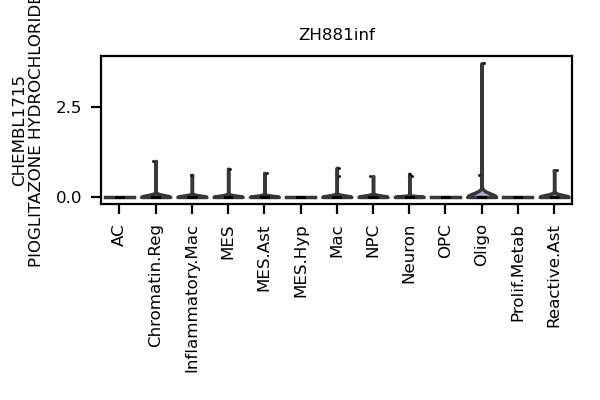 ZH881inf
CHEMBL1715
PIOGLITAZONE HYDROCHLORIDE
2.5
0.0
AC
Chromatin.Reg
Inflammatory.Mac
MES
MES.Ast
MES.Hyp
Mac
NPC
Neuron
OPC
Oligo
Prolif.Metab
Reactive.Ast